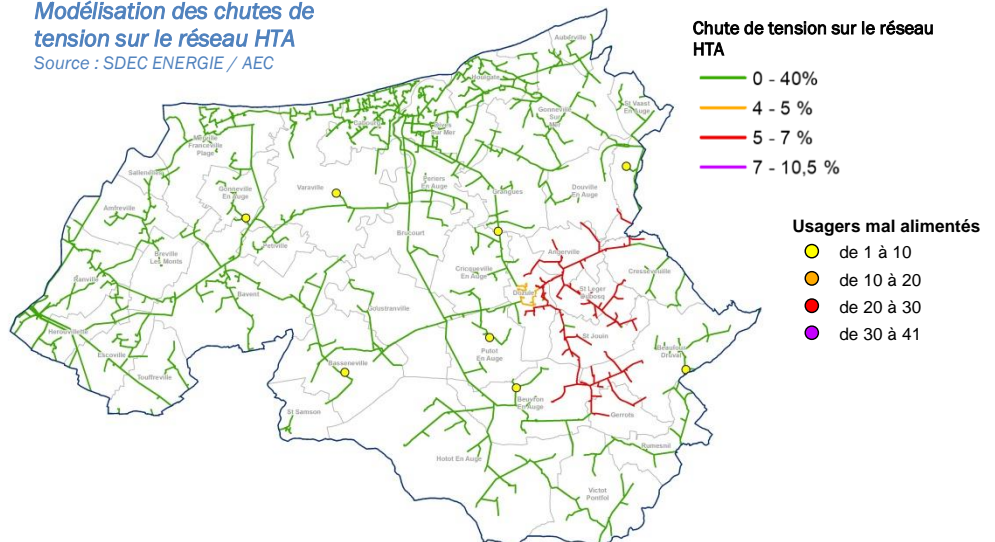 Modélisation des chutes de
tension sur le réseau HTA
Source : SDEC ENERGIE / AEC
Chute de tension sur le réseau
HTA
0 - 40%
4 - 5 %
5 - 7 %
7 - 10,5 %
Usagers mal alimentés
de 1 à 10
de 10 à 20
de 20 à 30
de 30 à 41
Auberville
Houlgate
Gonneville
Sur
Mer
St Vaast
En Auge
Cabourg
Sur Mer
Merville
Franceville
Plage
Sallenelles
Gonneville
En Auge
Varaville
Periers
En Auge
Grangues
Douville
En Auge
Amfreville
Petiville
Brucourt
Angerville
Breville
Les Monts
Cricqueville
En Auge
Cresseveuille
Ranville
Bavent
Dozule
St Leger
Dubosq
Goustranville
Herouvillette
St Jouin
Escoville
Putot
En Auge
Beaufour
Druval
Touffreville
Basseneville
Beuvron
En Auge
St Samson
Gerrots
Rumesnil
Hotot En Auge
Victot
Pontfol